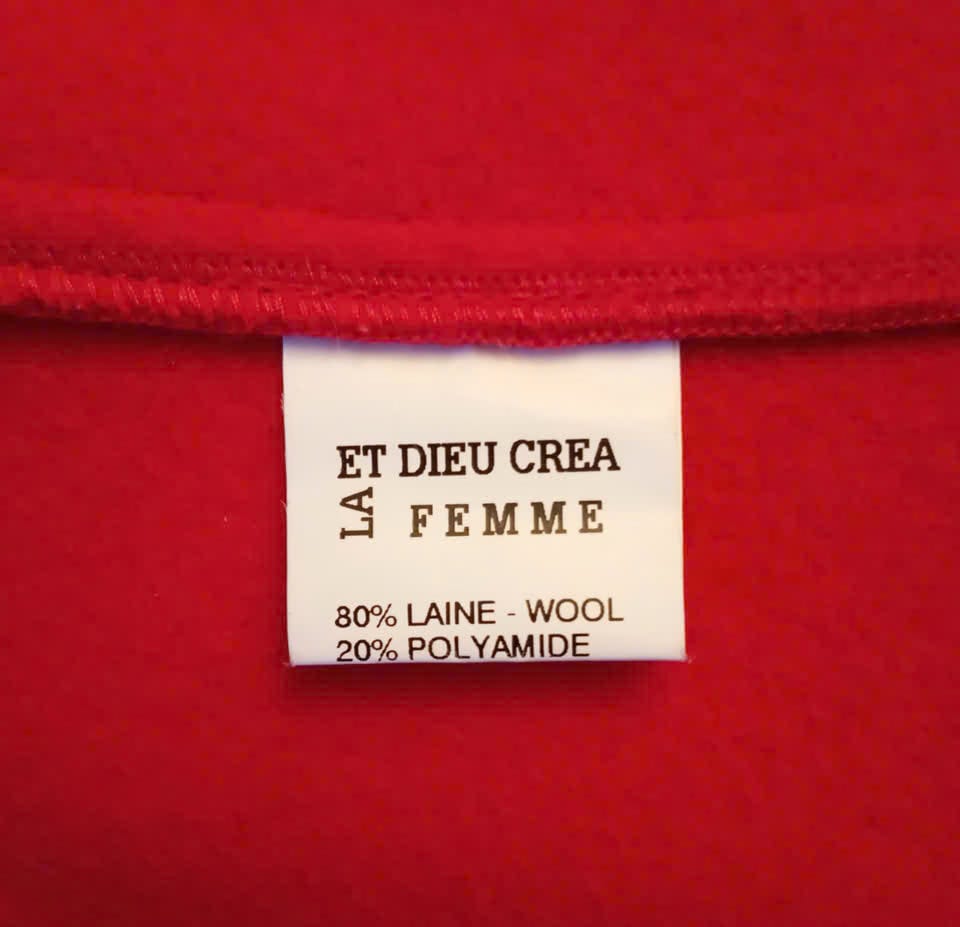 ET DIEU CREA
LA FEMME
80% LAINE - WOOL
20% POLYAMIDE